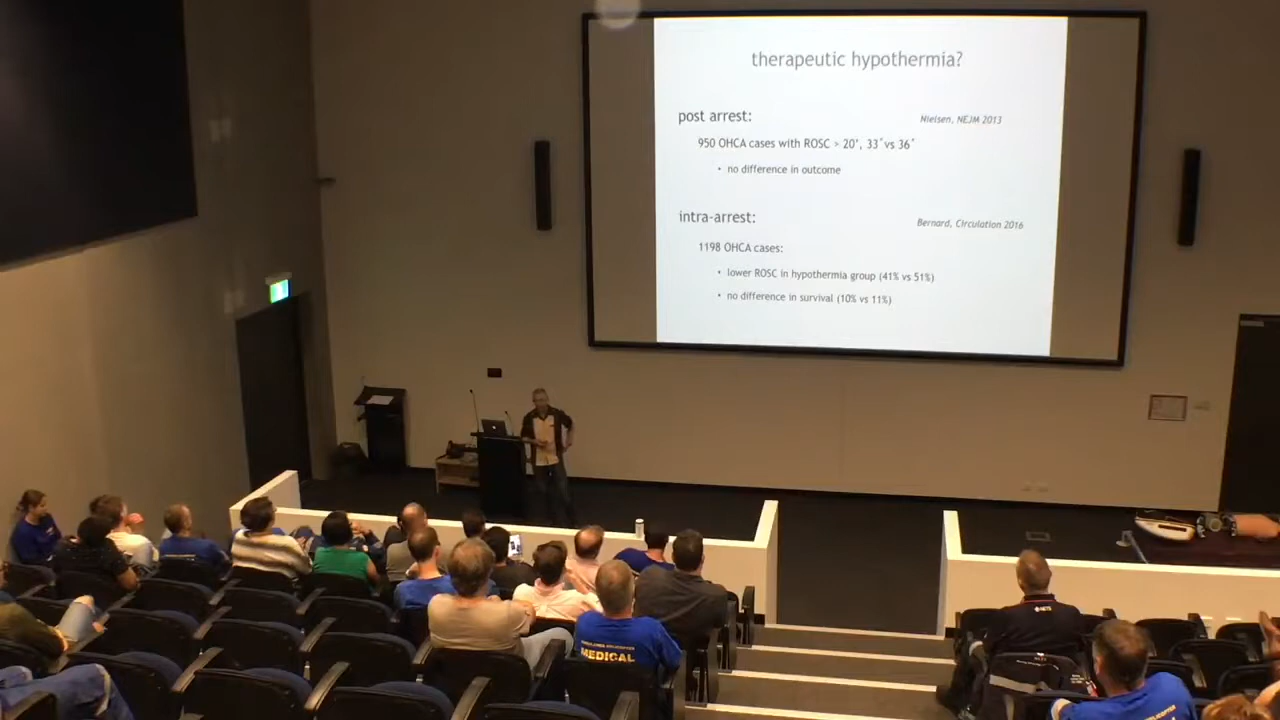 therapeutic hypothermia?
post arrest:
Nielsen, NEJM 2013
950 OHCA cases with ROSC > 20', 33˚vs 36˚
• no difference in outcome
intra-arrest:
Bernard, Circulation 2016
1198 OHCA cases:
• lower ROSC in hypothermia group (41% vs 51%)
• no difference in survival (10% vs 11%)
MEDICAL